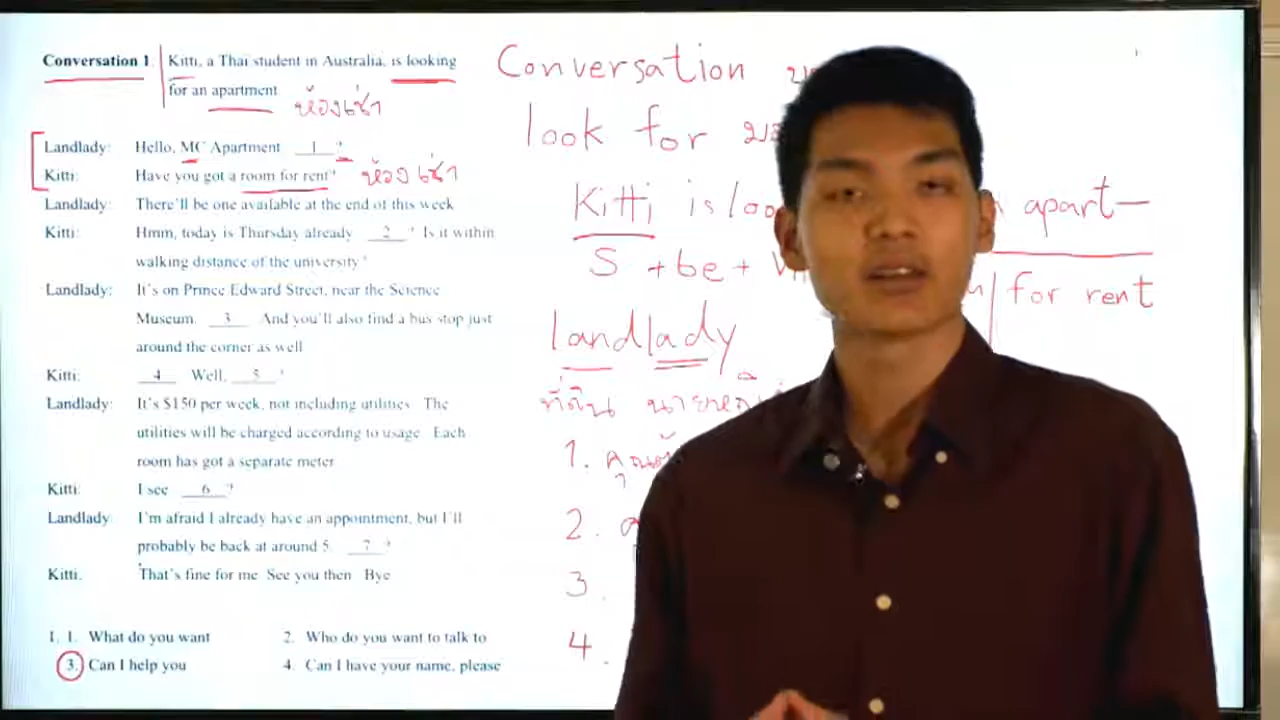 Conversation 1 Kitti, a Thai student in Australia, is looking
for an apartment
ห้องเช่า
Landlady: Hello, MC Apartment 1 ?
Kitti: Have you got a room for rent? ห้องเช่า
Landlady: There'll be one available at the end of this week
Kitti: Hmm, today is Thursday already 2 ? Is it within
walking distance of the university?
Landlady: It's on Prince Edward Street, near the Science
Museum. 3 And you'll also find a bus stop just
around the corner as well
Kitti: 4 Well, 5 ?
Landlady: It's $150 per week, not including utilities The
utilities will be charged according to usage Each
room has got a separate meter
Kitti: I see 6 ?
Landlady: I'm afraid I already have an appointment, but I'll
probably be back at around 5. 7 ?
Kitti: That's fine for me See you then Bye
1. 1. What do you want 2. Who do you want to talk to
3. Can I help you 4. Can I have your name, please
Conversation
look for
Kitti is apart–
S + be +
for rent
landlady
ที่ดิน
1.
2.
3.
4.